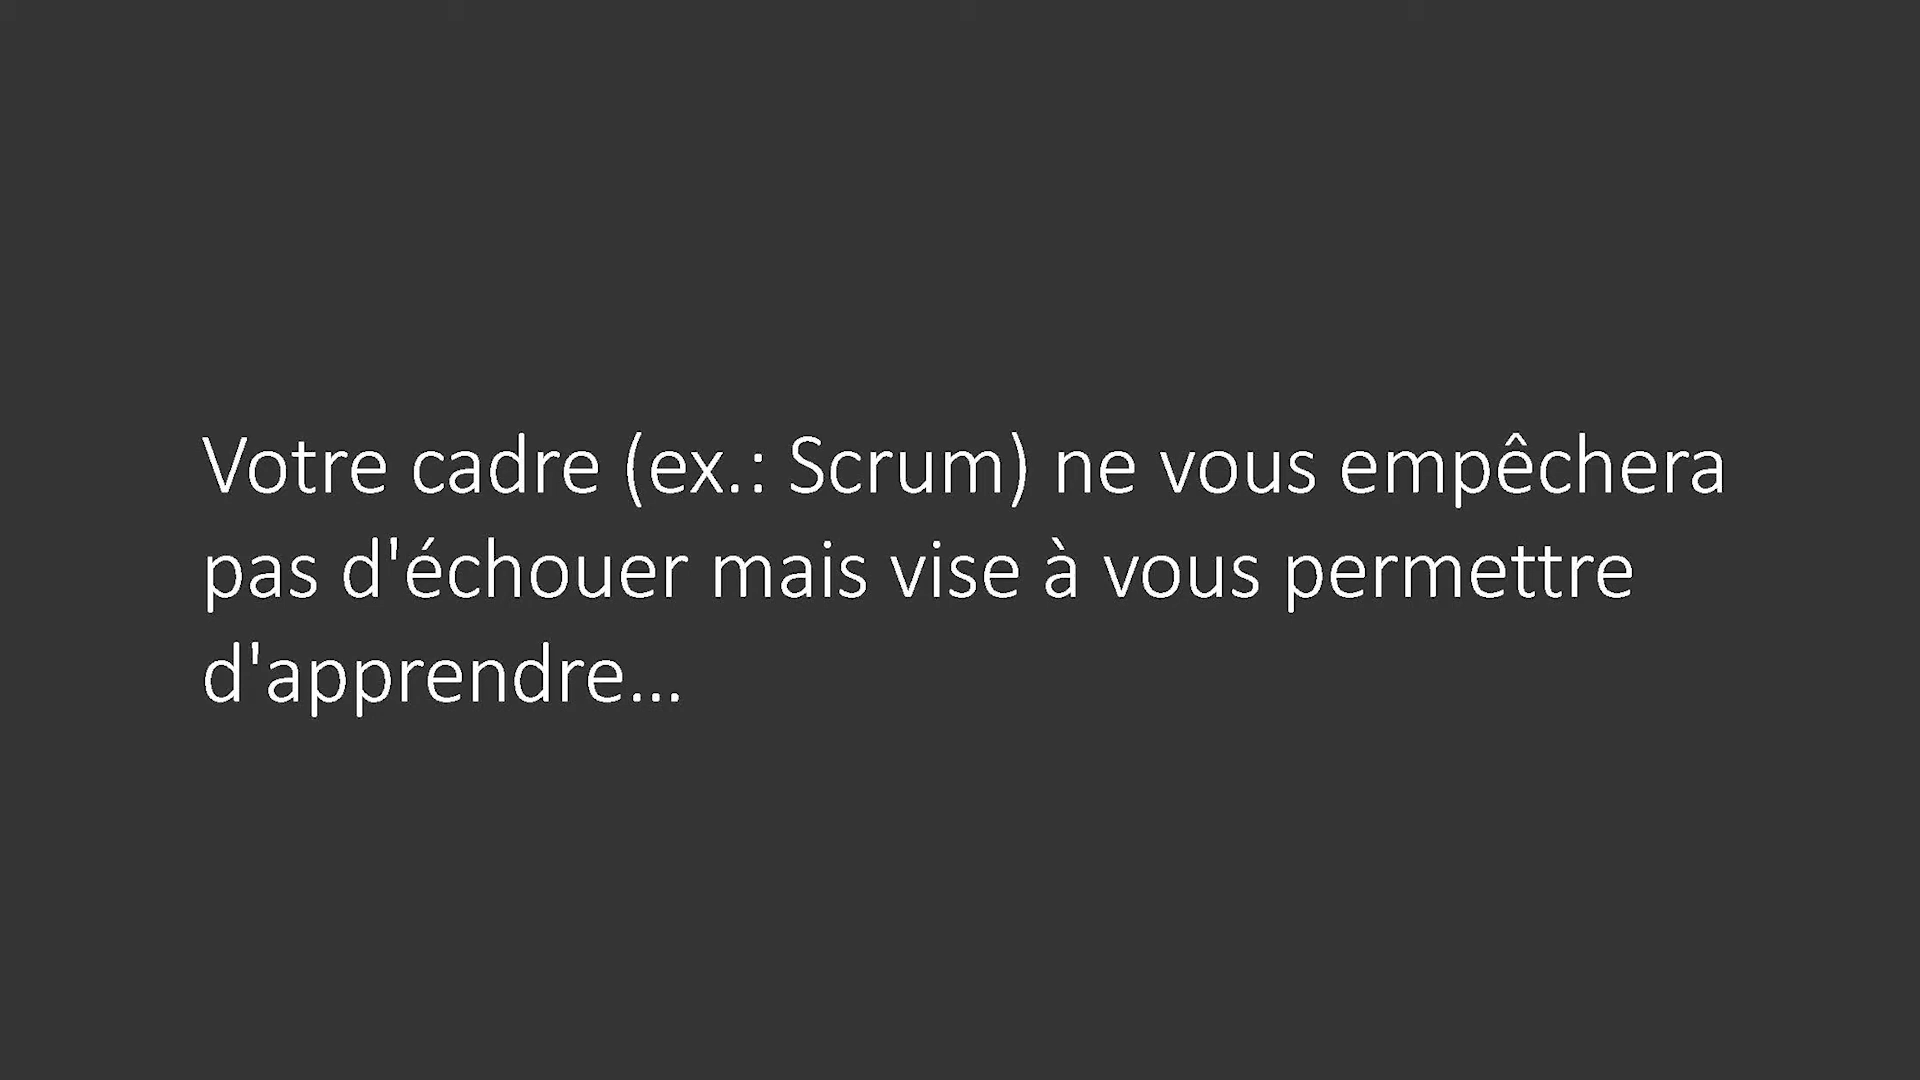 Votre cadre (ex.: Scrum) ne vous empêchera
pas d'échouer mais vise à vous permettre
d'apprendre...